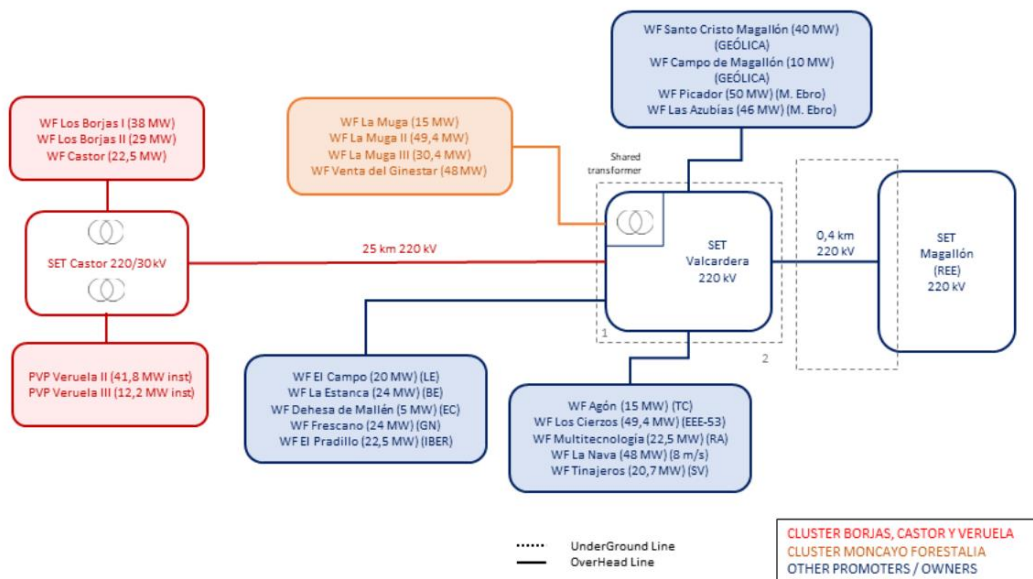 WF Santo Cristo Magallón (40 MW)
(GEÓLICA)
WF Campo de Magallón (10 MW)
(GEÓLICA)
WF Picador (50 MW) (M. Ebro)
WF Las Azubías (46 MW) (M. Ebro)
WF Los Borjas I (38 MW)
WF Los Borjas II (29 MW)
WF Castor (22,5 MW)
WF La Muga (15 MW)
WF La Muga II (49,4 MW)
WF La Muga III (30,4 MW)
WF Venta del Ginestar (48 MW)
Shared
transformer
SET Castor 220/30 kV
25 km 220 kV
SET
Valcardera
220 kV
0,4 km
220 kV
SET
Magallón
(REE)
220 kV
1
2
PVP Veruela II (41,8 MW inst)
PVP Veruela III (12,2 MW inst)
WF El Campo (20 MW) (LE)
WF La Estanca (24 MW) (BE)
WF Dehesa de Mallén (5 MW) (EC)
WF Frescano (24 MW) (GN)
WF El Pradillo (22,5 MW) (IBER)
WF Agón (15 MW) (TC)
WF Los Cierzos (49,4 MW) (EEE-53)
WF Multitecnología (22,5 MW) (RA)
WF La Nava (48 MW) (8 m/s)
WF Tinajeros (20,7 MW) (SV)
UnderGround Line
OverHead Line
CLUSTER BORJAS, CASTOR Y VERUELA
CLUSTER MONCAYO FORESTALIA
OTHER PROMOTERS / OWNERS